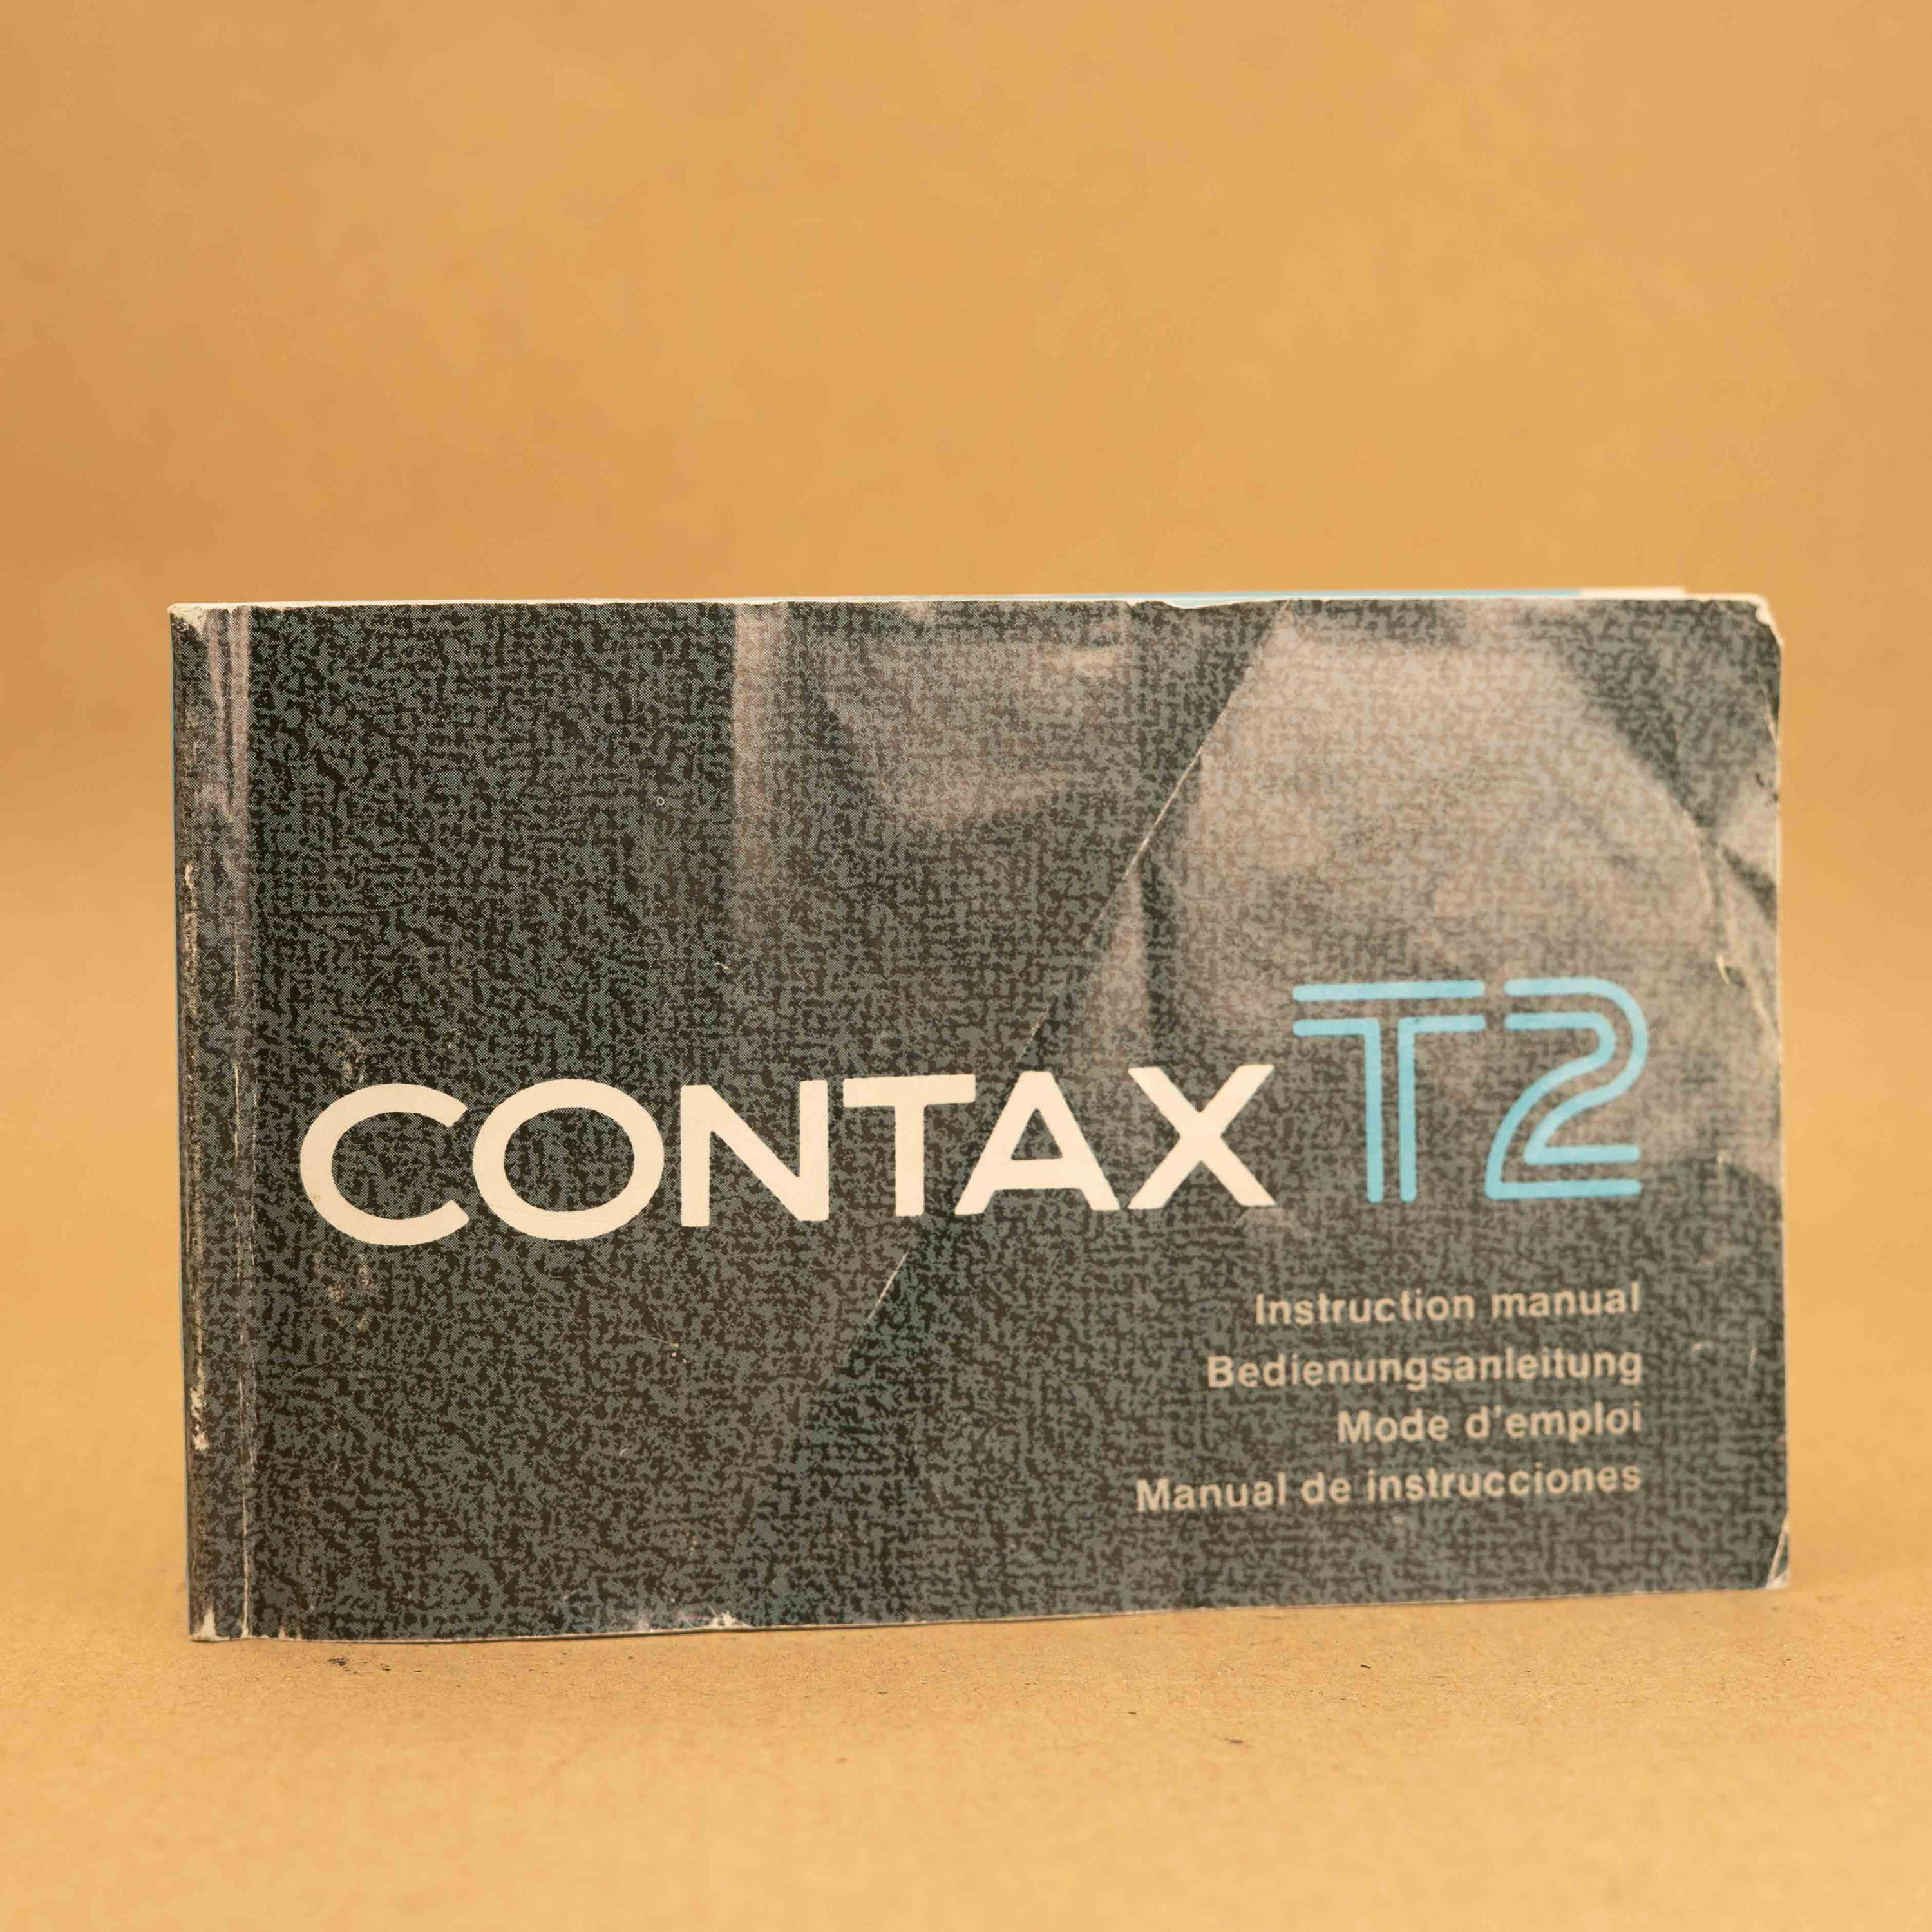 CONTAX T2
Instruction manual
Bedienungsanleitung
Mode d'emploi
Manual de instrucciones